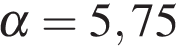 α = 5,75